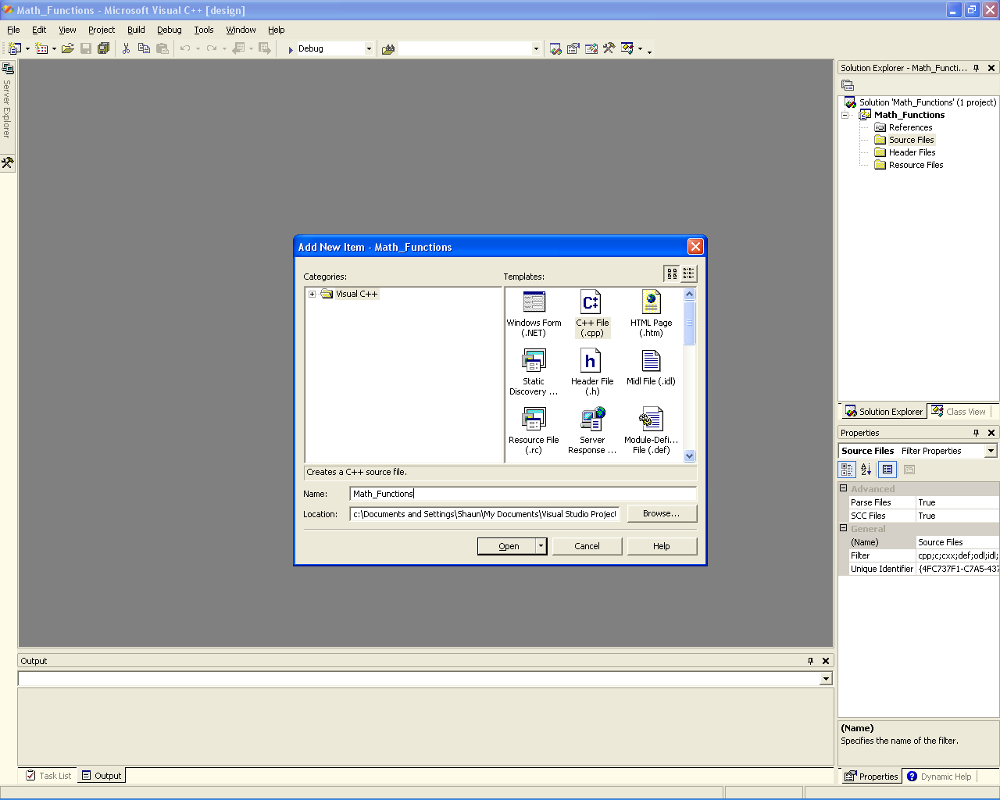 Math_Functions - Microsoft Visual C++ [design]
File Edit View Project Build Debug Tools Window Help
Debug
Server Explorer
Solution Explorer - Math_Functi...
Solution 'Math_Functions' (1 project)
Math_Functions
References
Source Files
Header Files
Resource Files
Add New Item - Math_Functions
Categories:
Templates:
Visual C++
Windows Form (.NET)
C++ File (.cpp)
HTML Page (.htm)
Static Discovery ...
Header File (.h)
Midl File (.idl)
Resource File (.rc)
Server Response ...
Module-Defi... File (.def)
Creates a C++ source file.
Name: Math_Functions
Location: c:\Documents and Settings\Shaun\My Documents\Visual Studio Project
Browse...
Open Cancel Help
Solution Explorer Class View
Properties
Source Files Filter Properties
Advanced
Parse Files True
SCC Files True
General
(Name) Source Files
Filter cpp;c;cxx;def;odl;idl;
Unique Identifier {4FC737F1-C7A5-437
(Name)
Specifies the name of the filter.
Properties Dynamic Help
Output
Task List Output